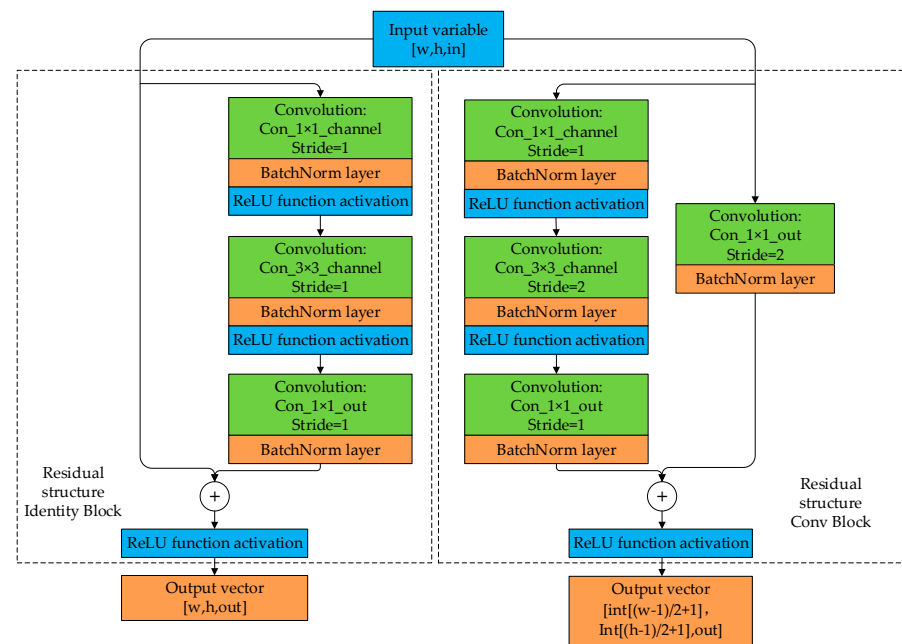 Input variable
[w,h,in]
Convolution:
Con_1×1_channel
Stride=1
BatchNorm layer
ReLU function activation
Convolution:
Con_3×3_channel
Stride=1
BatchNorm layer
ReLU function activation
Convolution:
Con_1×1_out
Stride=1
BatchNorm layer
Residual
structure
Identity Block
+
ReLU function activation
Output vector
[w,h,out]
Convolution:
Con_1×1_channel
Stride=1
BatchNorm layer
ReLU function activation
Convolution:
Con_3×3_channel
Stride=2
BatchNorm layer
ReLU function activation
Convolution:
Con_1×1_out
Stride=1
BatchNorm layer
Convolution:
Con_1×1_out
Stride=2
BatchNorm layer
+
Residual
structure
Conv Block
ReLU function activation
Output vector
[int[(w-1)/2+1],
Int[(h-1)/2+1],out]